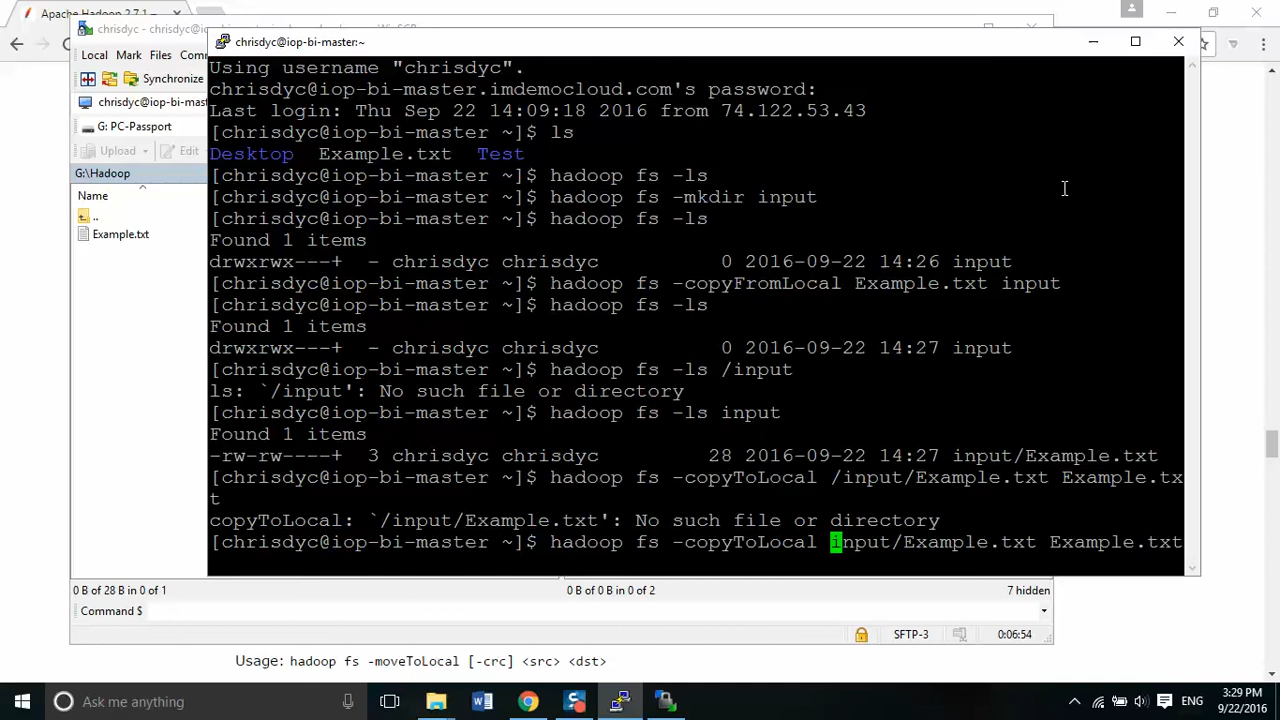 Apache Hadoop 2.7.1
chrisdyc - chrisdyc@iop-bi-master
WinSCP
Local Mark Files
Synchronize
chrisdyc@iop-bi-mas
G: PC-Passport
Upload Edit
G:\Hadoop
Name
..
Example.txt
chrisdyc@iop-bi-master:~
Using username "chrisdyc".
chrisdyc@iop-bi-master.imdemocloud.com's password:
Last login: Thu Sep 22 14:09:18 2016 from 74.122.53.43
[chrisdyc@iop-bi-master ~]$ ls
Desktop Example.txt Test
[chrisdyc@iop-bi-master ~]$ hadoop fs -ls
[chrisdyc@iop-bi-master ~]$ hadoop fs -mkdir input
[chrisdyc@iop-bi-master ~]$ hadoop fs -ls
Found 1 items
drwxrwx---+ - chrisdyc chrisdyc 0 2016-09-22 14:26 input
[chrisdyc@iop-bi-master ~]$ hadoop fs -copyFromLocal Example.txt input
[chrisdyc@iop-bi-master ~]$ hadoop fs -ls
Found 1 items
drwxrwx---+ - chrisdyc chrisdyc 0 2016-09-22 14:27 input
[chrisdyc@iop-bi-master ~]$ hadoop fs -ls /input
ls: `/input': No such file or directory
[chrisdyc@iop-bi-master ~]$ hadoop fs -ls input
Found 1 items
-rw-rw----+ 3 chrisdyc chrisdyc 28 2016-09-22 14:27 input/Example.txt
[chrisdyc@iop-bi-master ~]$ hadoop fs -copyToLocal /input/Example.txt Example.tx
t
copyToLocal: `/input/Example.txt': No such file or directory
[chrisdyc@iop-bi-master ~]$ hadoop fs -copyToLocal input/Example.txt Example.txt
0 B of 28 B in 0 of 1 0 B of 0 B in 0 of 2 7 hidden
Command $
SFTP-3 0:06:54
Usage: hadoop fs -moveToLocal [-crc] <src> <dst>
Ask me anything
ENG
3:29 PM
9/22/2016